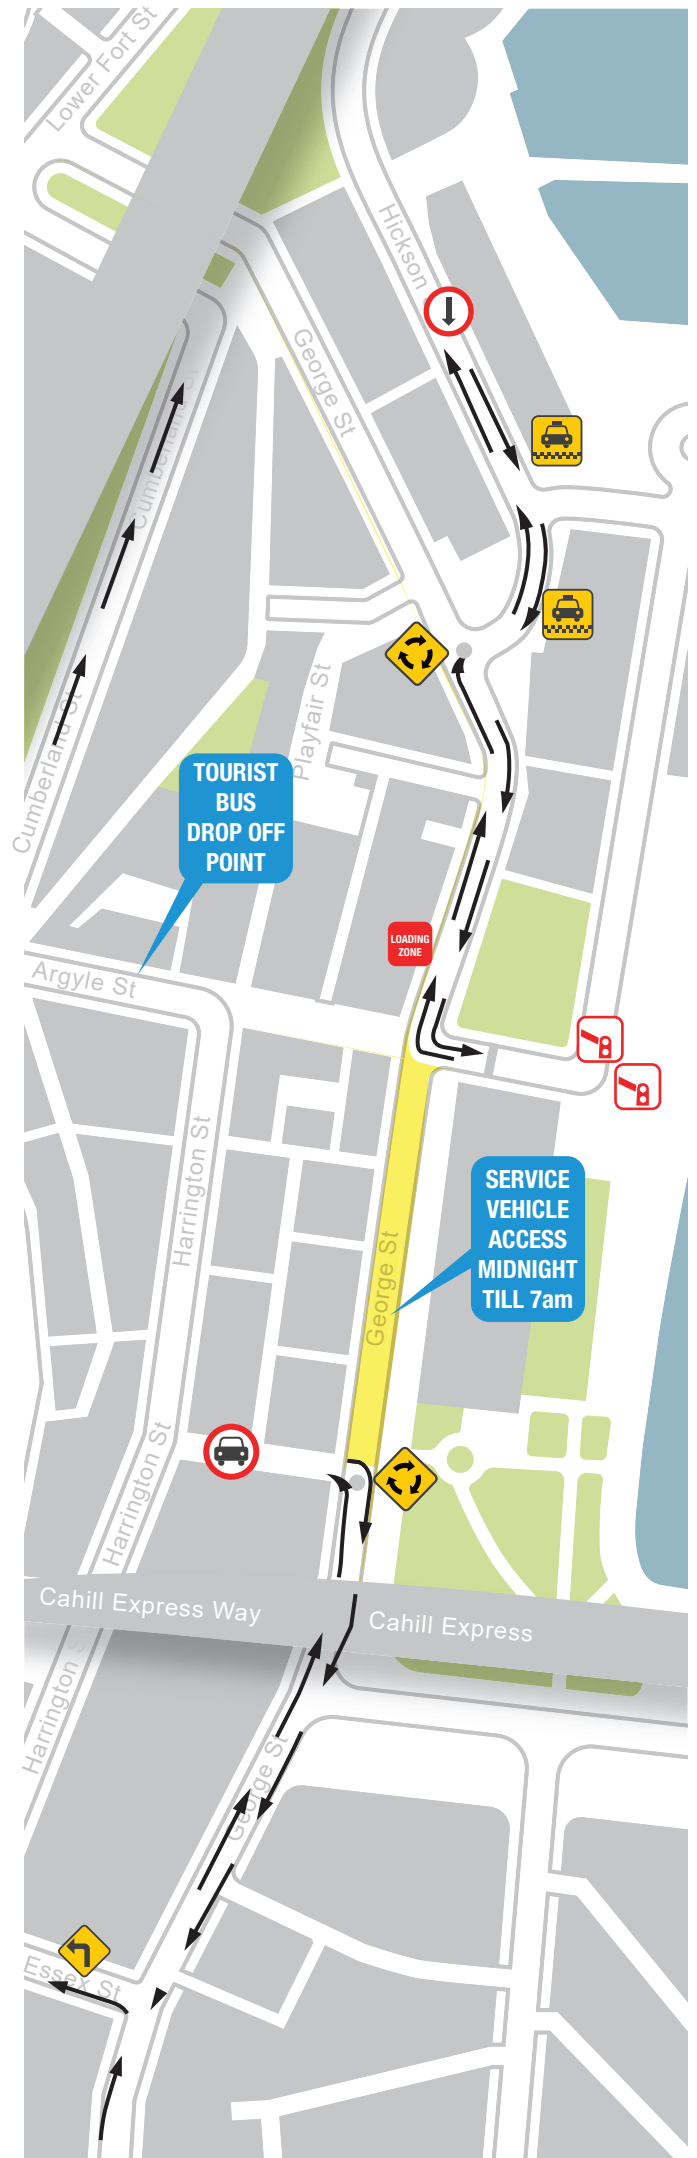 Lower Fort St
Hickson
George St
Cumberland St
Playfair St
Cumberland St
TOURIST
BUS
DROP OFF
POINT
LOADING
ZONE
Argyle St
Harrington St
SERVICE
VEHICLE
ACCESS
MIDNIGHT
TILL 7am
George St
Harrington St
Cahill Express Way
Cahill Express
Harrington S
George St
Essex St